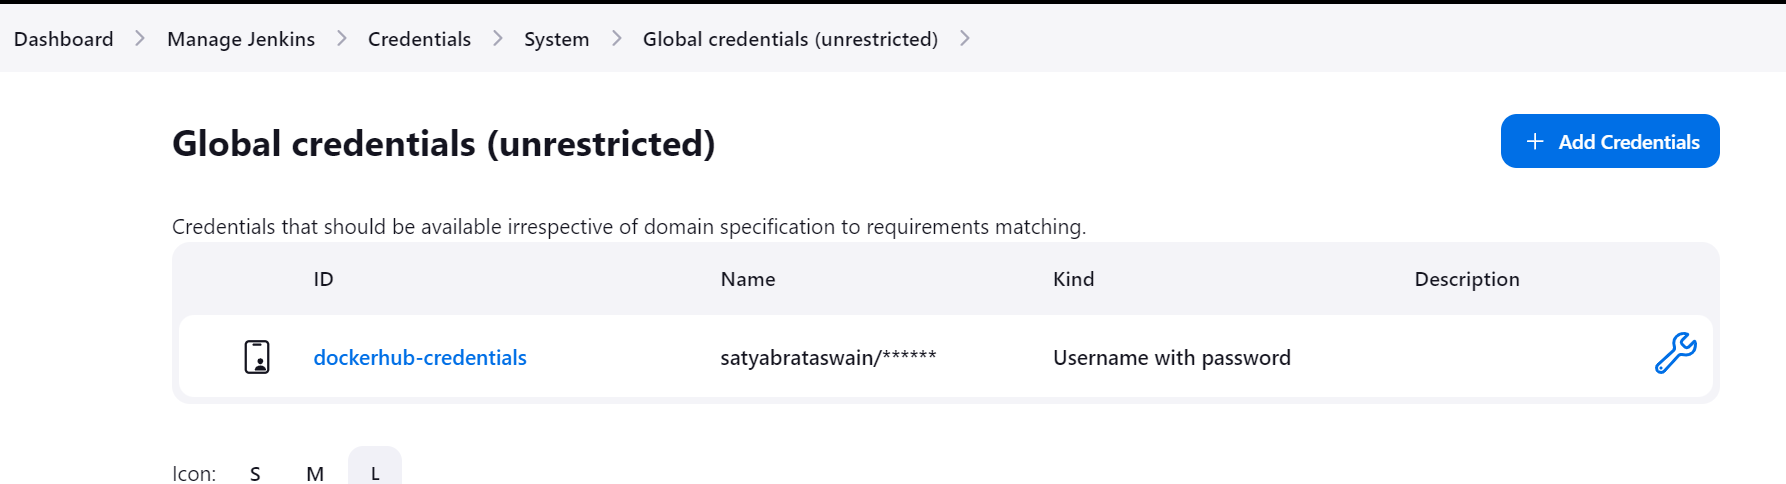 Dashboard > Manage Jenkins > Credentials > System > Global credentials (unrestricted) >
Global credentials (unrestricted)
+ Add Credentials
Credentials that should be available irrespective of domain specification to requirements matching.
ID Name Kind Description
dockerhub-credentials satyabrataswain/****** Username with password
Icon: S M L